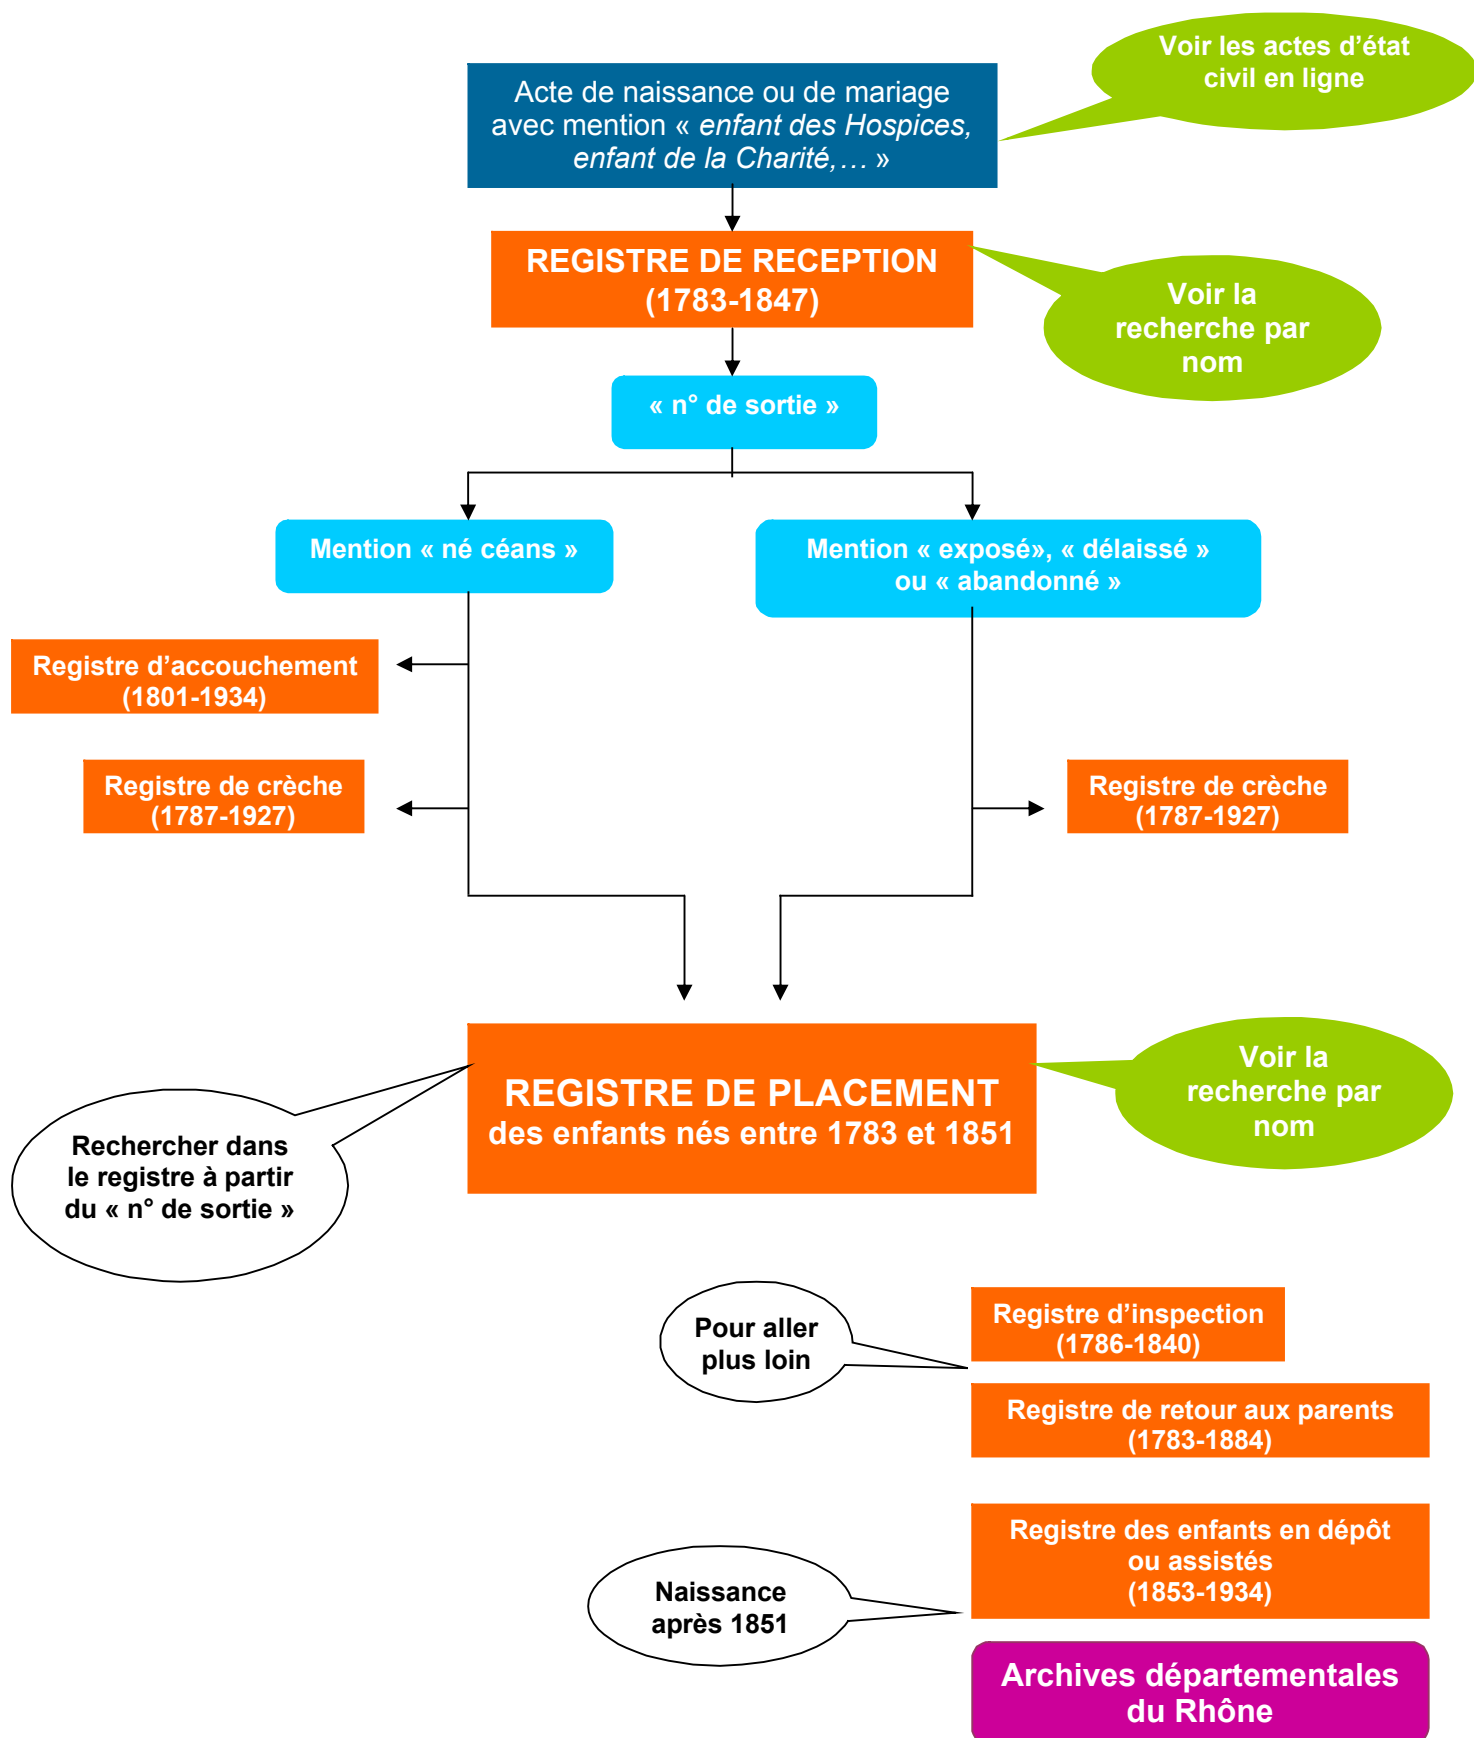 Voir les actes d’état
civil en ligne
Acte de naissance ou de mariage
avec mention « enfant des Hospices,
enfant de la Charité,… »
REGISTRE DE RECEPTION
(1783-1847)
Voir la
recherche par
nom
« n° de sortie »
Mention « né céans »
Mention « exposé», « délaissé »
ou « abandonné »
Registre d’accouchement
(1801-1934)
Registre de crèche
(1787-1927)
Registre de crèche
(1787-1927)
REGISTRE DE PLACEMENT
des enfants nés entre 1783 et 1851
Voir la
recherche par
nom
Rechercher dans
le registre à partir
du « n° de sortie »
Pour aller
plus loin
Registre d’inspection
(1786-1840)
Registre de retour aux parents
(1783-1884)
Registre des enfants en dépôt
ou assistés
(1853-1934)
Naissance
après 1851
Archives départementales
du Rhône